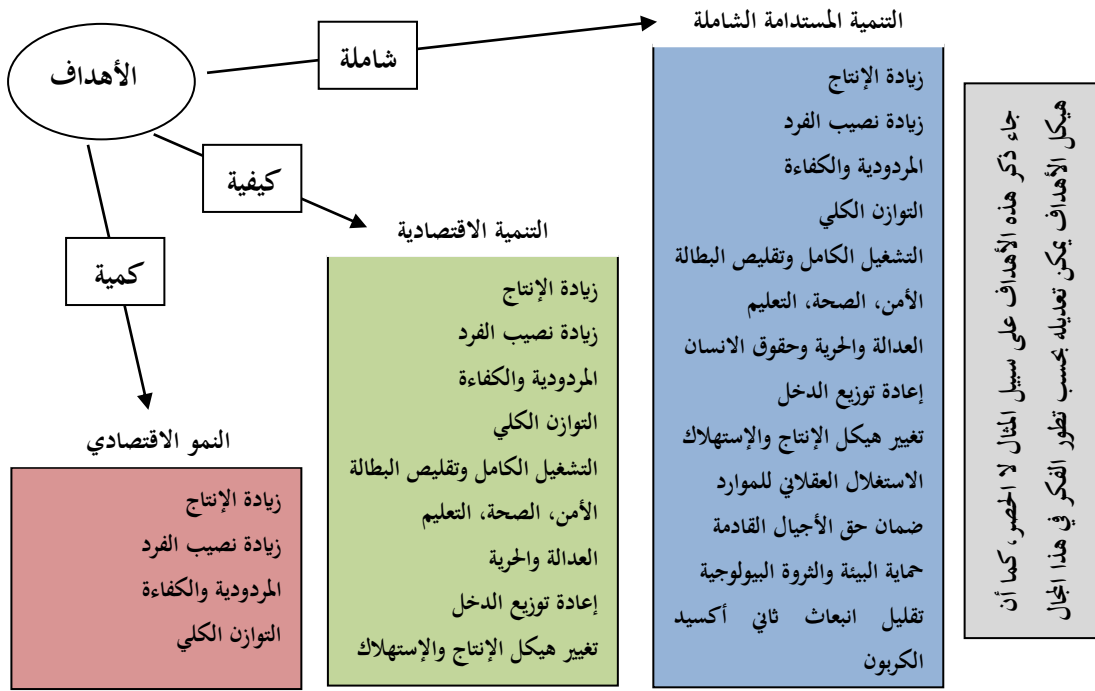 الأهداف
شاملة
كيفية
كمية
التنمية المستدامة الشاملة
زيادة الإنتاج
زيادة نصيب الفرد
المردودية والكفاءة
التوازن الكلي
التشغيل الكامل وتقليص البطالة
الأمن، الصحة، التعليم
العدالة والحرية وحقوق الانسان
إعادة توزيع الدخل
تغيير هيكل الإنتاج والإستهلاك
الاستغلال العقلاني للموارد
ضمان حق الأجيال القادمة
حماية البيئة والثروة البيولوجية
تقليل انبعاث ثاني أكسيد
الكربون
التنمية الاقتصادية
زيادة الإنتاج
زيادة نصيب الفرد
المردودية والكفاءة
التوازن الكلي
التشغيل الكامل وتقليص البطالة
الأمن، الصحة، التعليم
العدالة والحرية
إعادة توزيع الدخل
تغيير هيكل الإنتاج والإستهلاك
النمو الاقتصادي
زيادة الإنتاج
زيادة نصيب الفرد
المردودية والكفاءة
التوازن الكلي
جاء ذكر هذه الأهداف على سبيل المثال لا الحصر، كما أن
هيكل الأهداف يمكن تعديله بحسب تطور الفكر في هذا المجال